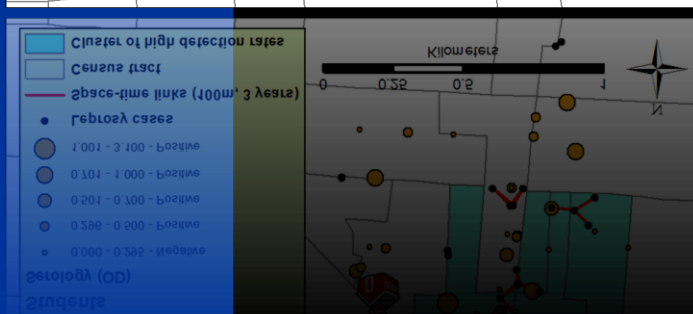 Students
Serology (OD)
0.000 - 0.295 - Negative
0.296 - 0.500 - Positive
0.501 - 0.700 - Positive
0.701 - 1.000 - Positive
1.001 - 3.100 - Positive
Leprosy cases
Space-time links (100m, 3 years)
Census tract
Cluster of high detection rates
N
0 0.25 0.5 1
Kilometers